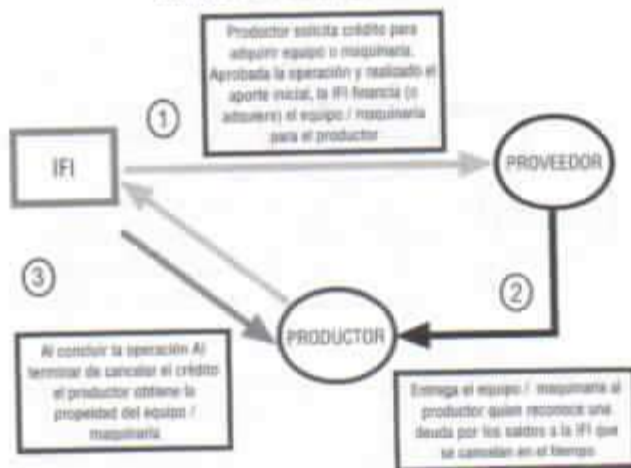 Productor solicita crédito para
adquirir equipo o maquinaria.
Aprobada la operación y realizado el
aporte inicial, la IFI financia (o
adquiere) el equipo / maquinaria
para el productor
1
IFI
PROVEEDOR
3
2
PRODUCTOR
Al concluir la operación Al
terminar de cancelar el crédito
el productor obtiene la
propeidad del equipo /
maquinaria
Entrega el equipo / maquinaria al
productor quien reconoce una
deuda por los saldos a la IFI que
se cancelan en el tiempo